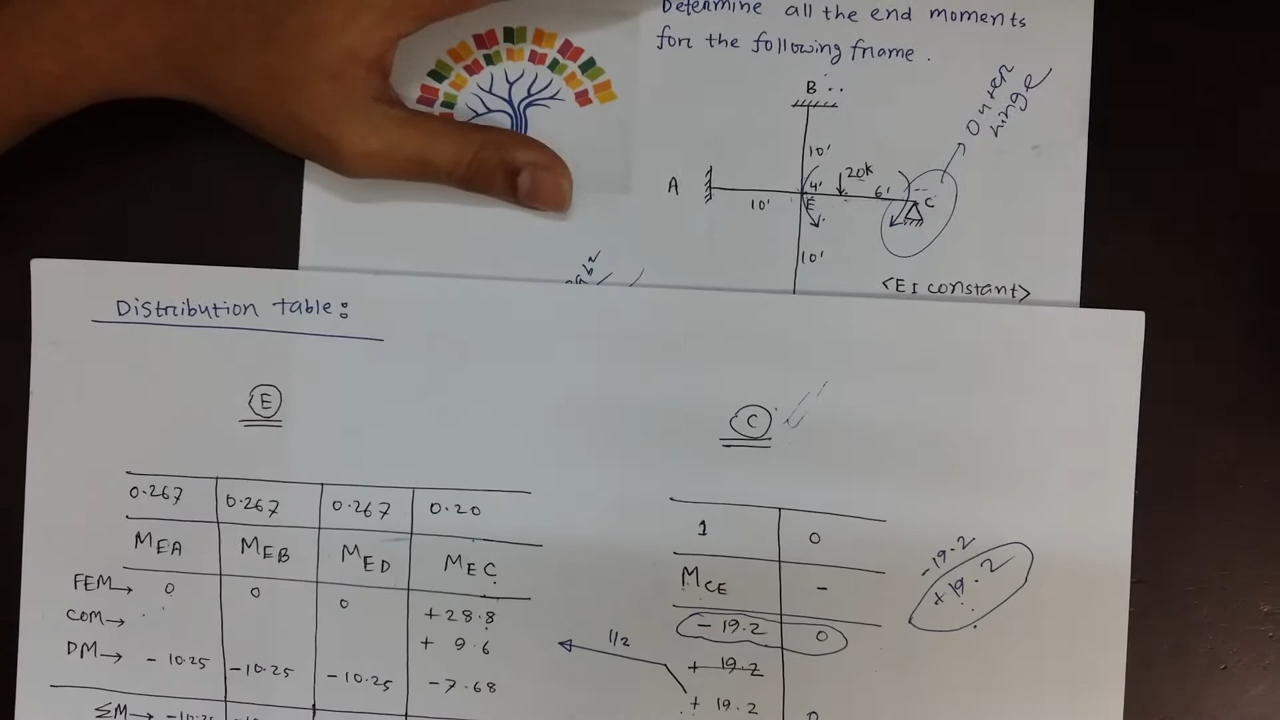 Determine all the end moments
for the following frame.
B
10'
Outer
hinge
A
4'
20k
6'
10'
E
C
10'
<EI constant>
Distribution table:
E
C
0.267 0.267 0.267 0.20
MEA MEB MED MEC
FEM→ 0 0 0 +28.8
COM→ + 9.6
DM→ -10.25 -10.25 -10.25 -7.68
ΣM→
1/2
1 0
MCE -
-19.2 0
+ 19.2
+ 19.2
-19.2
+19.2